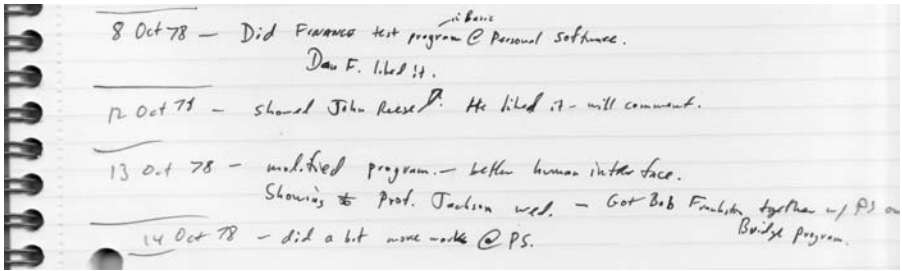 in Basic
8 Oct 78 — Did FINANCE test program @ Personal Software.
Dan F. liked it.
12 Oct 78 - showed John Reese. He liked it - will comment.
13 Oct 78 - modified program. - better human interface.
Showing to Prof. Jackson wed. - Got Bob Frankston together w/ PS on
Bridge program.
14 Oct 78 - did a bit more work @ PS.